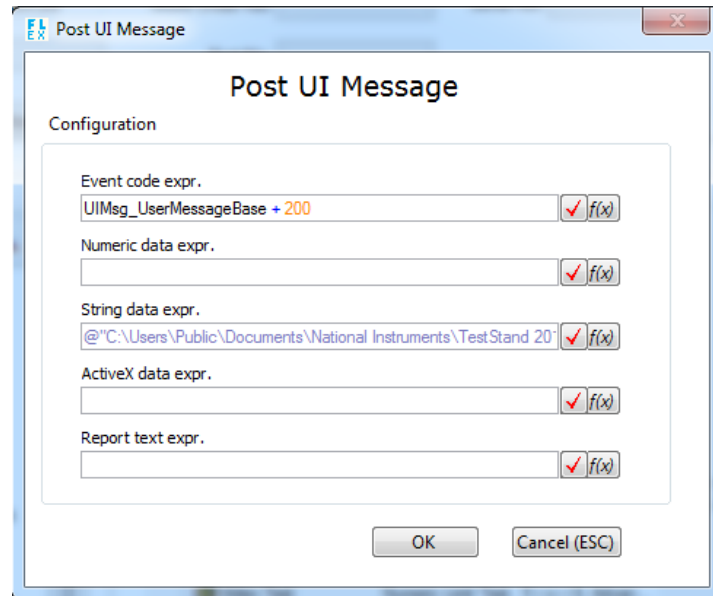 FL
EX
Post UI Message
Post UI Message
Configuration
Event code expr.
UIMsg_UserMessageBase + 200
f(x)
Numeric data expr.
f(x)
String data expr.
@"C:\Users\Public\Documents\National Instruments\TestStand 20
f(x)
ActiveX data expr.
f(x)
Report text expr.
f(x)
OK
Cancel (ESC)